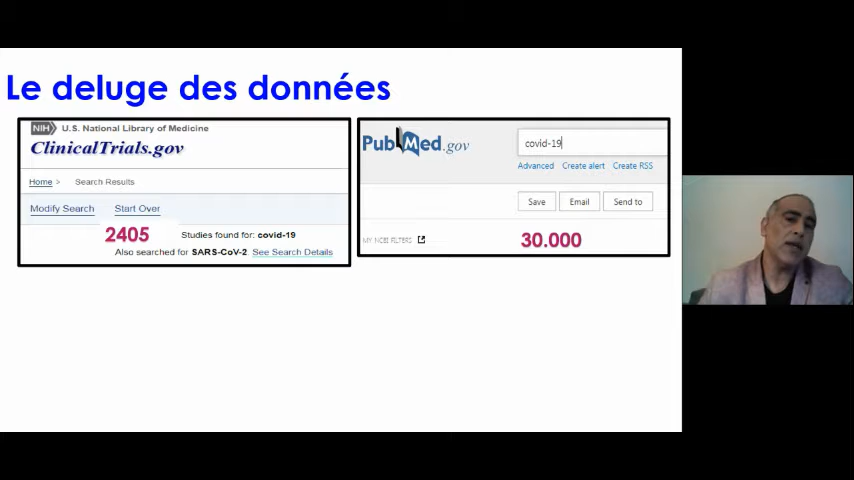 Le deluge des données
NIH U.S. National Library of Medicine
ClinicalTrials.gov
Home > Search Results
Modify Search Start Over
2405 Studies found for: covid-19
Also searched for SARS-CoV-2. See Search Details
PubMed.gov
covid-19
Advanced Create alert Create RSS
Save Email Send to
MY NCBI FILTERS 30.000